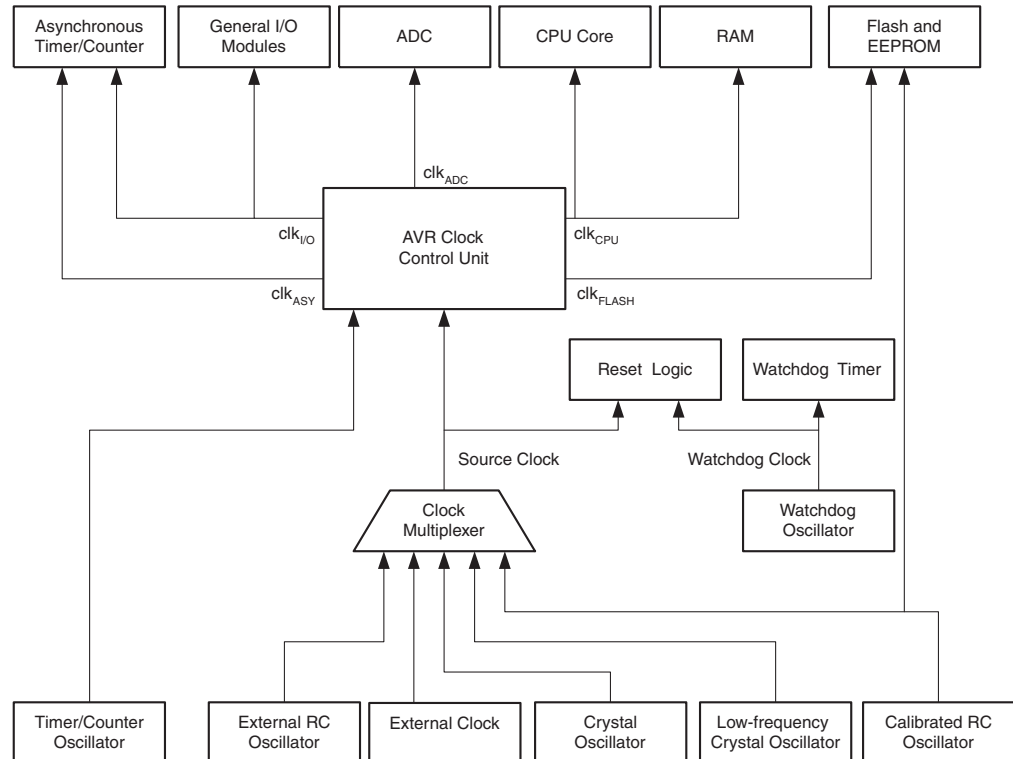 Asynchronous
Timer/Counter
General I/O
Modules
ADC
CPU Core
RAM
Flash and
EEPROM
clkADC
clkI/O
AVR Clock
Control Unit
clkCPU
clkASY
clkFLASH
Reset Logic
Watchdog Timer
Source Clock
Watchdog Clock
Clock
Multiplexer
Watchdog
Oscillator
Timer/Counter
Oscillator
External RC
Oscillator
External Clock
Crystal
Oscillator
Low-frequency
Crystal Oscillator
Calibrated RC
Oscillator